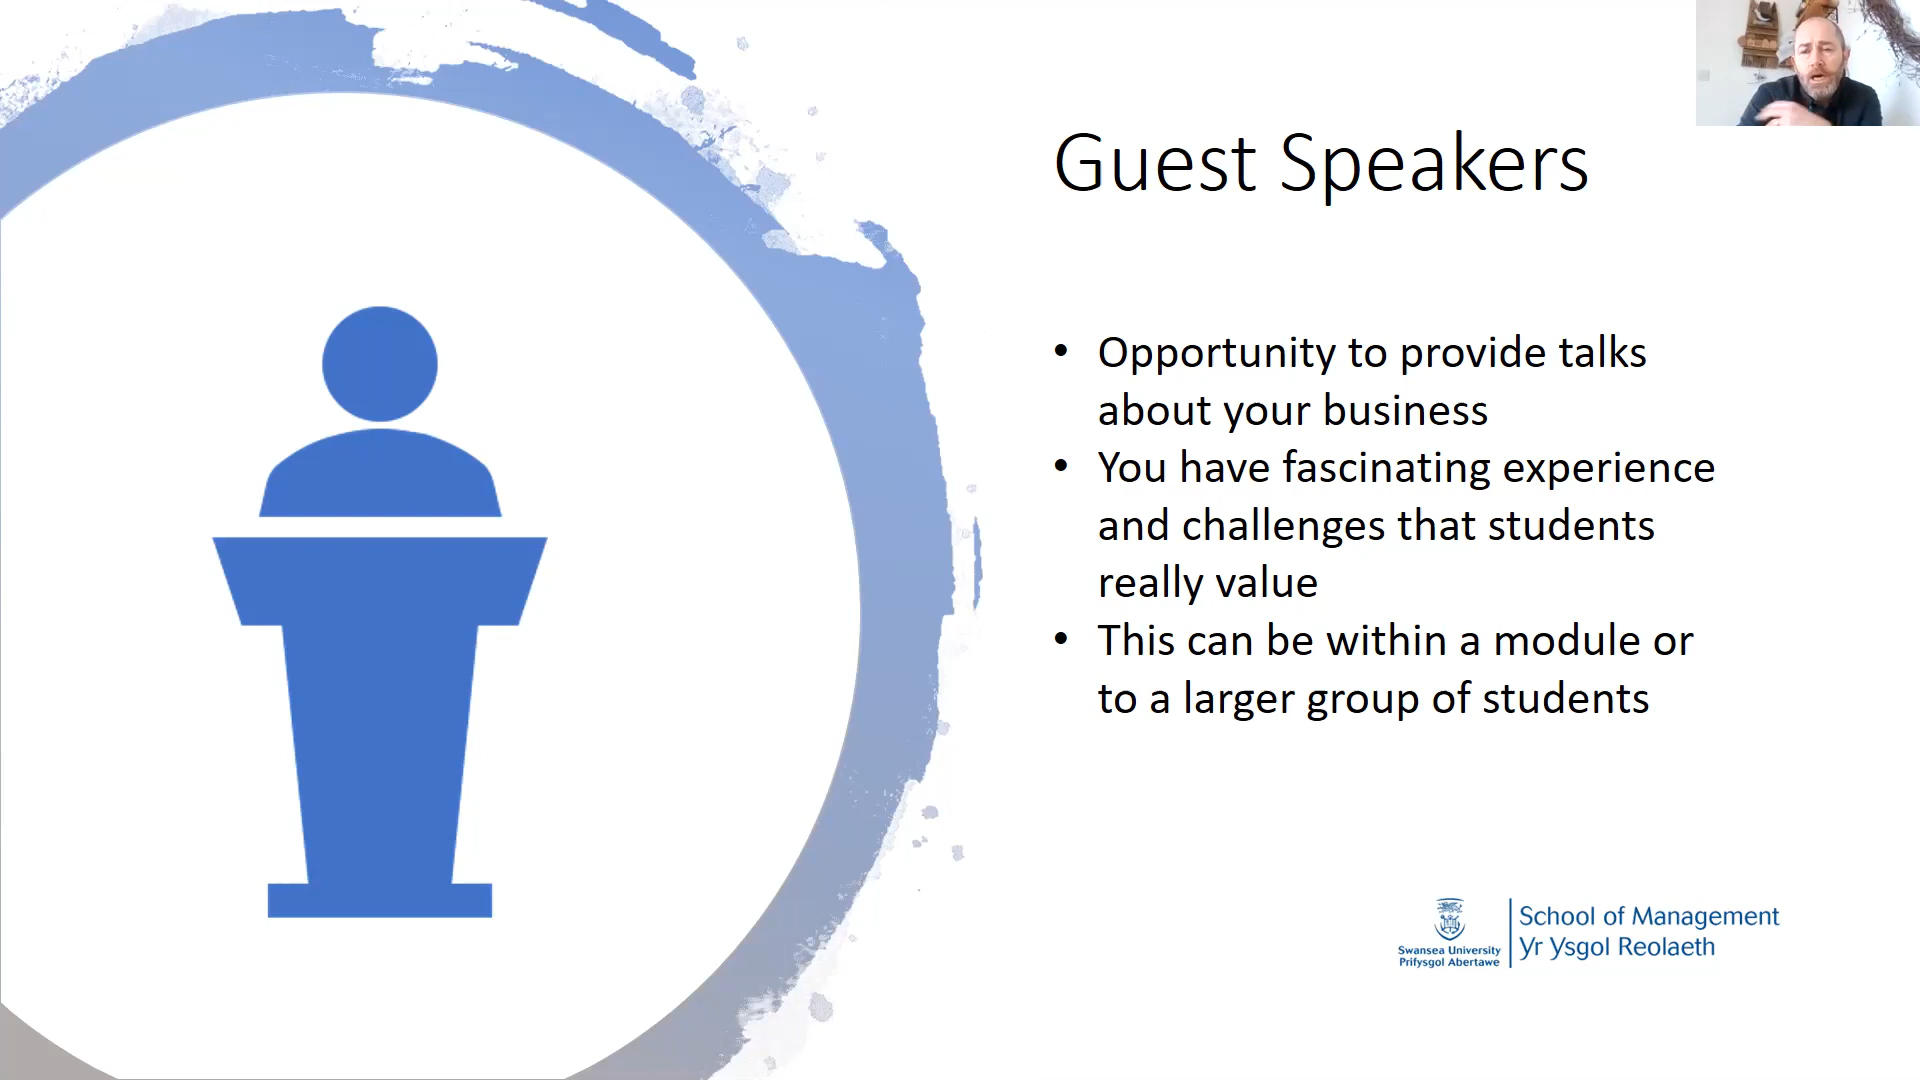 Guest Speakers
• Opportunity to provide talks
about your business
• You have fascinating experience
and challenges that students
really value
• This can be within a module or
to a larger group of students
Swansea University
Prifysgol Abertawe
School of Management
Yr Ysgol Reolaeth